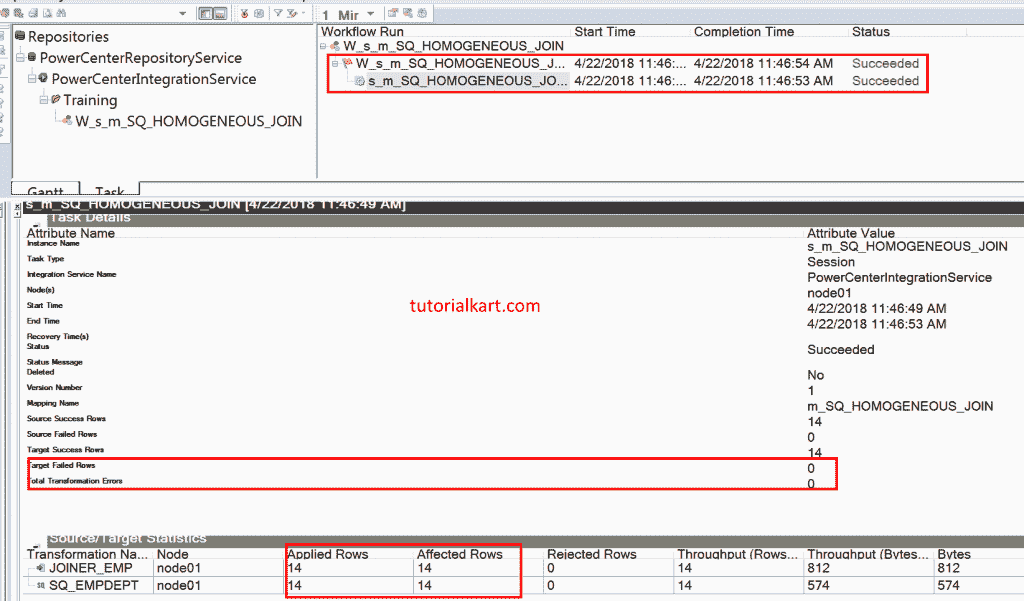 1 Mir
Repositories
PowerCenterRepositoryService
PowerCenterIntegrationService
Training
W_s_m_SQ_HOMOGENEOUS_JOIN
Workflow Run Start Time Completion Time Status
W_s_m_SQ_HOMOGENEOUS_JOIN
W_s_m_SQ_HOMOGENEOUS_J... 4/22/2018 11:46:... 4/22/2018 11:46:54 AM Succeeded
s_m_SQ_HOMOGENEOUS_JO... 4/22/2018 11:46:... 4/22/2018 11:46:53 AM Succeeded
Gantt Task
s_m_SQ_HOMOGENEOUS_JOIN [4/22/2018 11:46:49 AM]
Task Details
Attribute Name Attribute Value
Instance Name s_m_SQ_HOMOGENEOUS_JOIN
Task Type Session
Integration Service Name PowerCenterIntegrationService
Node(s) node01
Start Time 4/22/2018 11:46:49 AM
End Time 4/22/2018 11:46:53 AM
Recovery Time(s)
Status Succeeded
Status Message
Deleted No
Version Number 1
Mapping Name m_SQ_HOMOGENEOUS_JOIN
Source Success Rows 14
Source Failed Rows 0
Target Success Rows 14
Target Failed Rows 0
Total Transformation Errors 0
tutorialkart.com
Source/Target Statistics
Transformation Na... Node Applied Rows Affected Rows Rejected Rows Throughput (Rows... Throughput (Bytes... Bytes
JOINER_EMP node01 14 14 0 14 812 812
SQ_EMPDEPT node01 14 14 0 14 574 574